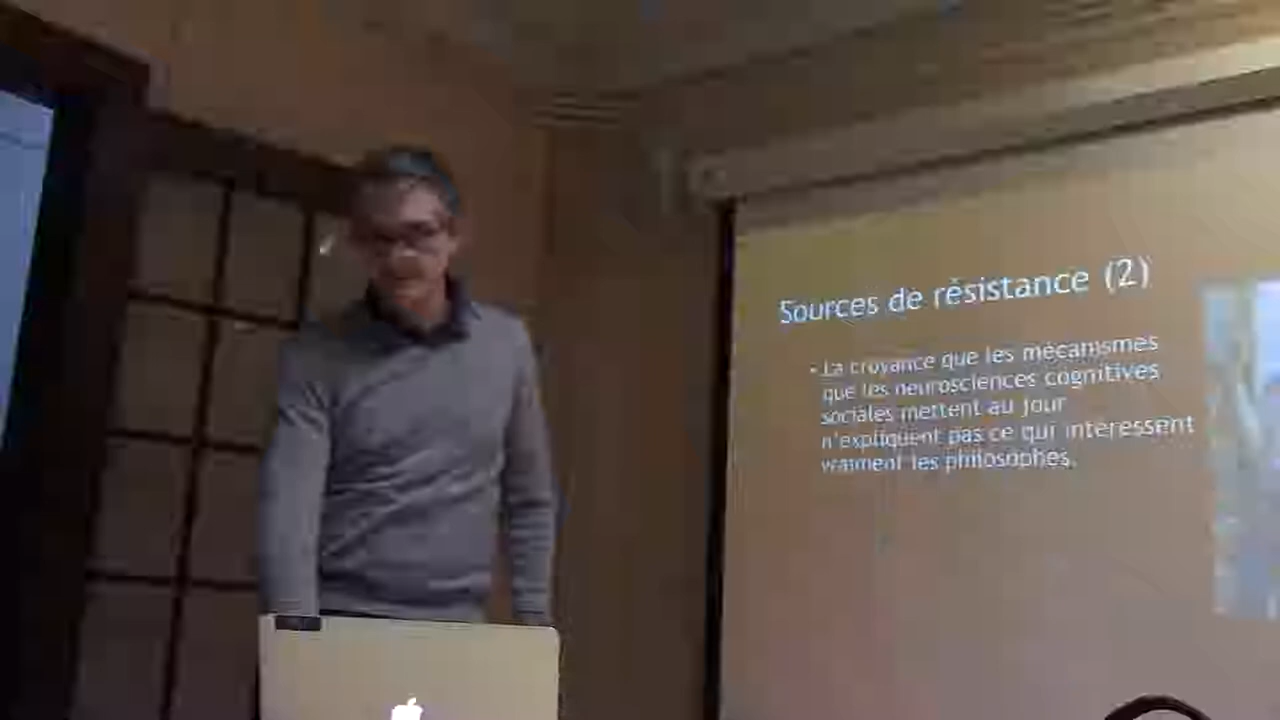 Sources de résistance (2)
• La croyance que les mécanismes
que les neurosciences cognitives
sociales mettent au jour
n'expliquent pas ce qui intéressent
vraiment les philosophes.